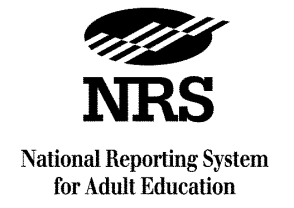 NRS
National Reporting System
for Adult Education